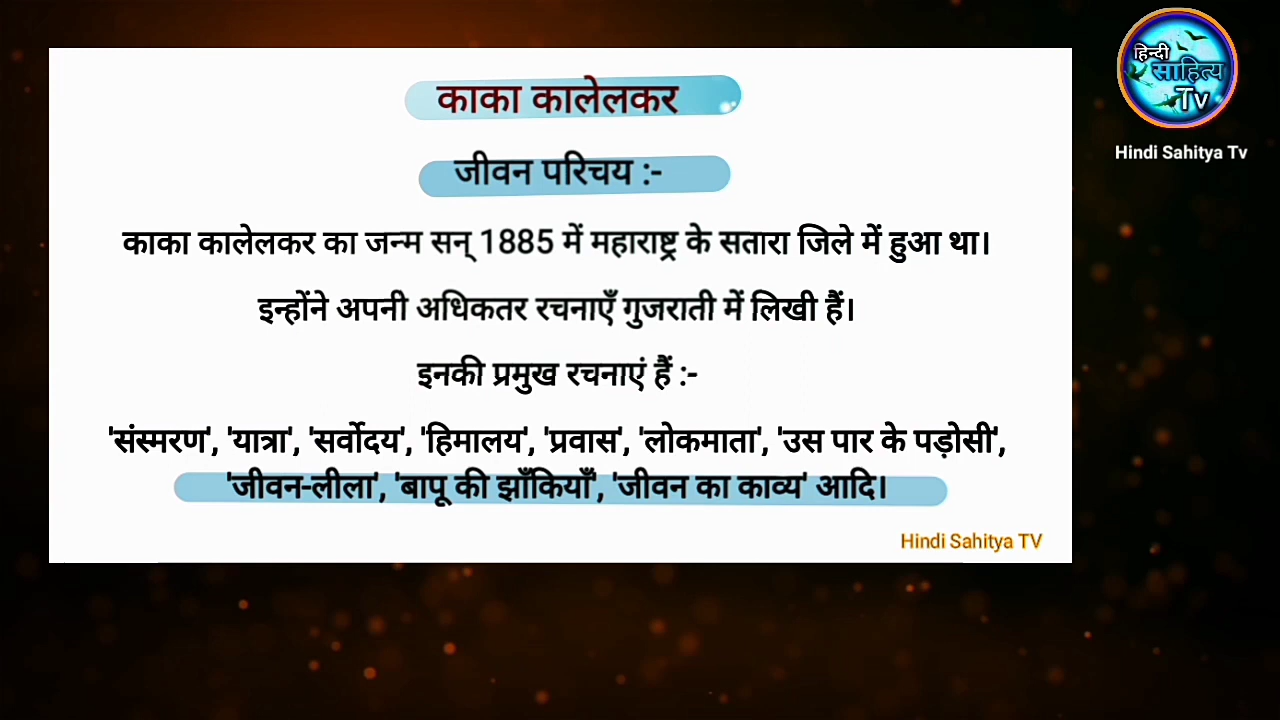 काका कालेलकर
जीवन परिचय :-
काका कालेलकर का जन्म सन् 1885 में महाराष्ट्र के सतारा जिले में हुआ था।
इन्होंने अपनी अधिकतर रचनाएँ गुजराती में लिखी हैं।
इनकी प्रमुख रचनाएं हैं :-
'संस्मरण', 'यात्रा', 'सर्वोदय', 'हिमालय', 'प्रवास', 'लोकमाता', 'उस पार के पड़ोसी',
'जीवन-लीला', 'बापू की झाँकियाँ', 'जीवन का काव्य' आदि।
Hindi Sahitya TV
हिन्दी
साहित्य
Tv
Hindi Sahitya Tv